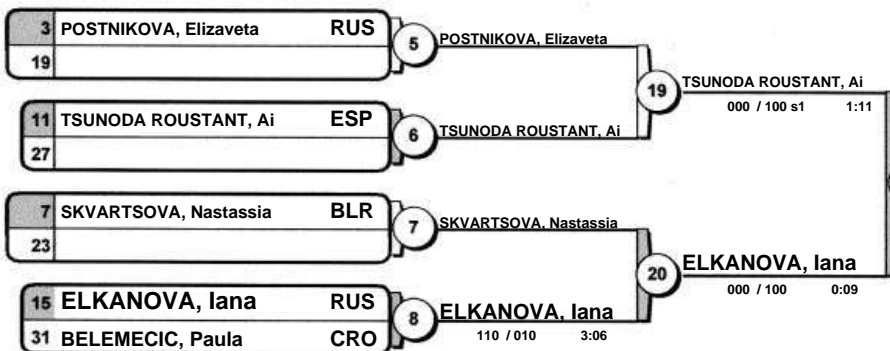 3 POSTNIKOVA, Elizaveta RUS
19
5 POSTNIKOVA, Elizaveta
11 TSUNODA ROUSTANT, Ai ESP
27
6 TSUNODA ROUSTANT, Ai
19 TSUNODA ROUSTANT, Ai
000 / 100 s1 1:11
7 SKVARTSOVA, Nastassia BLR
23
7 SKVARTSOVA, Nastassia
15 ELKANOVA, Iana RUS
31 BELEMECIC, Paula CRO
8 ELKANOVA, Iana
110 / 010 3:06
20 ELKANOVA, Iana
000 / 100 0:09